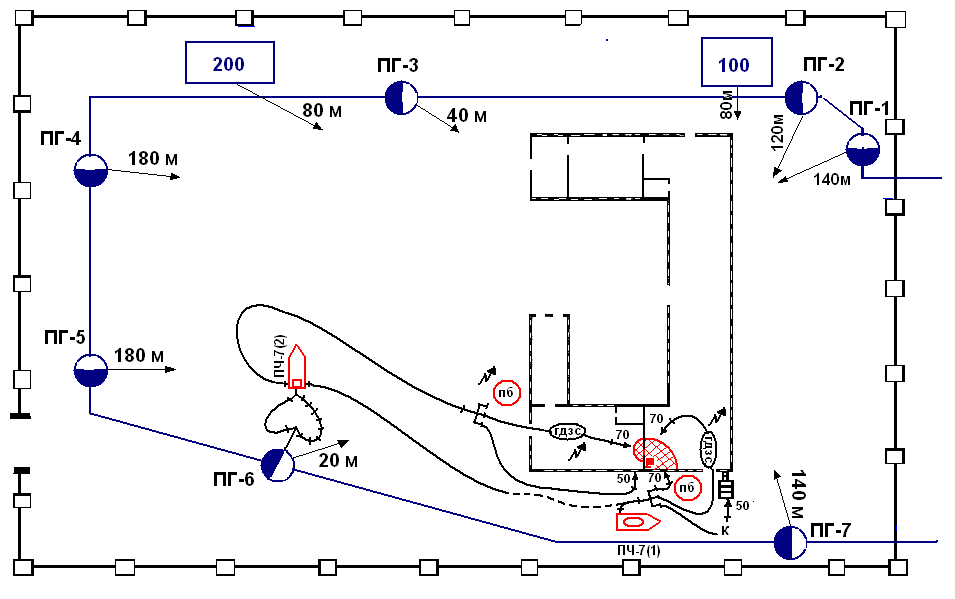 200
ПГ-3
100
ПГ-2
80 м
40 м
80м
ПГ-1
120м
ПГ-4
180 м
140м
ПГ-5
180 м
ПЧ-7(2)
пб
70
ГДЗС
70
ГДЗС
20 м
ПГ-6
50
70
пб
50
140 м
К
ПГ-7
ПЧ-7(1)